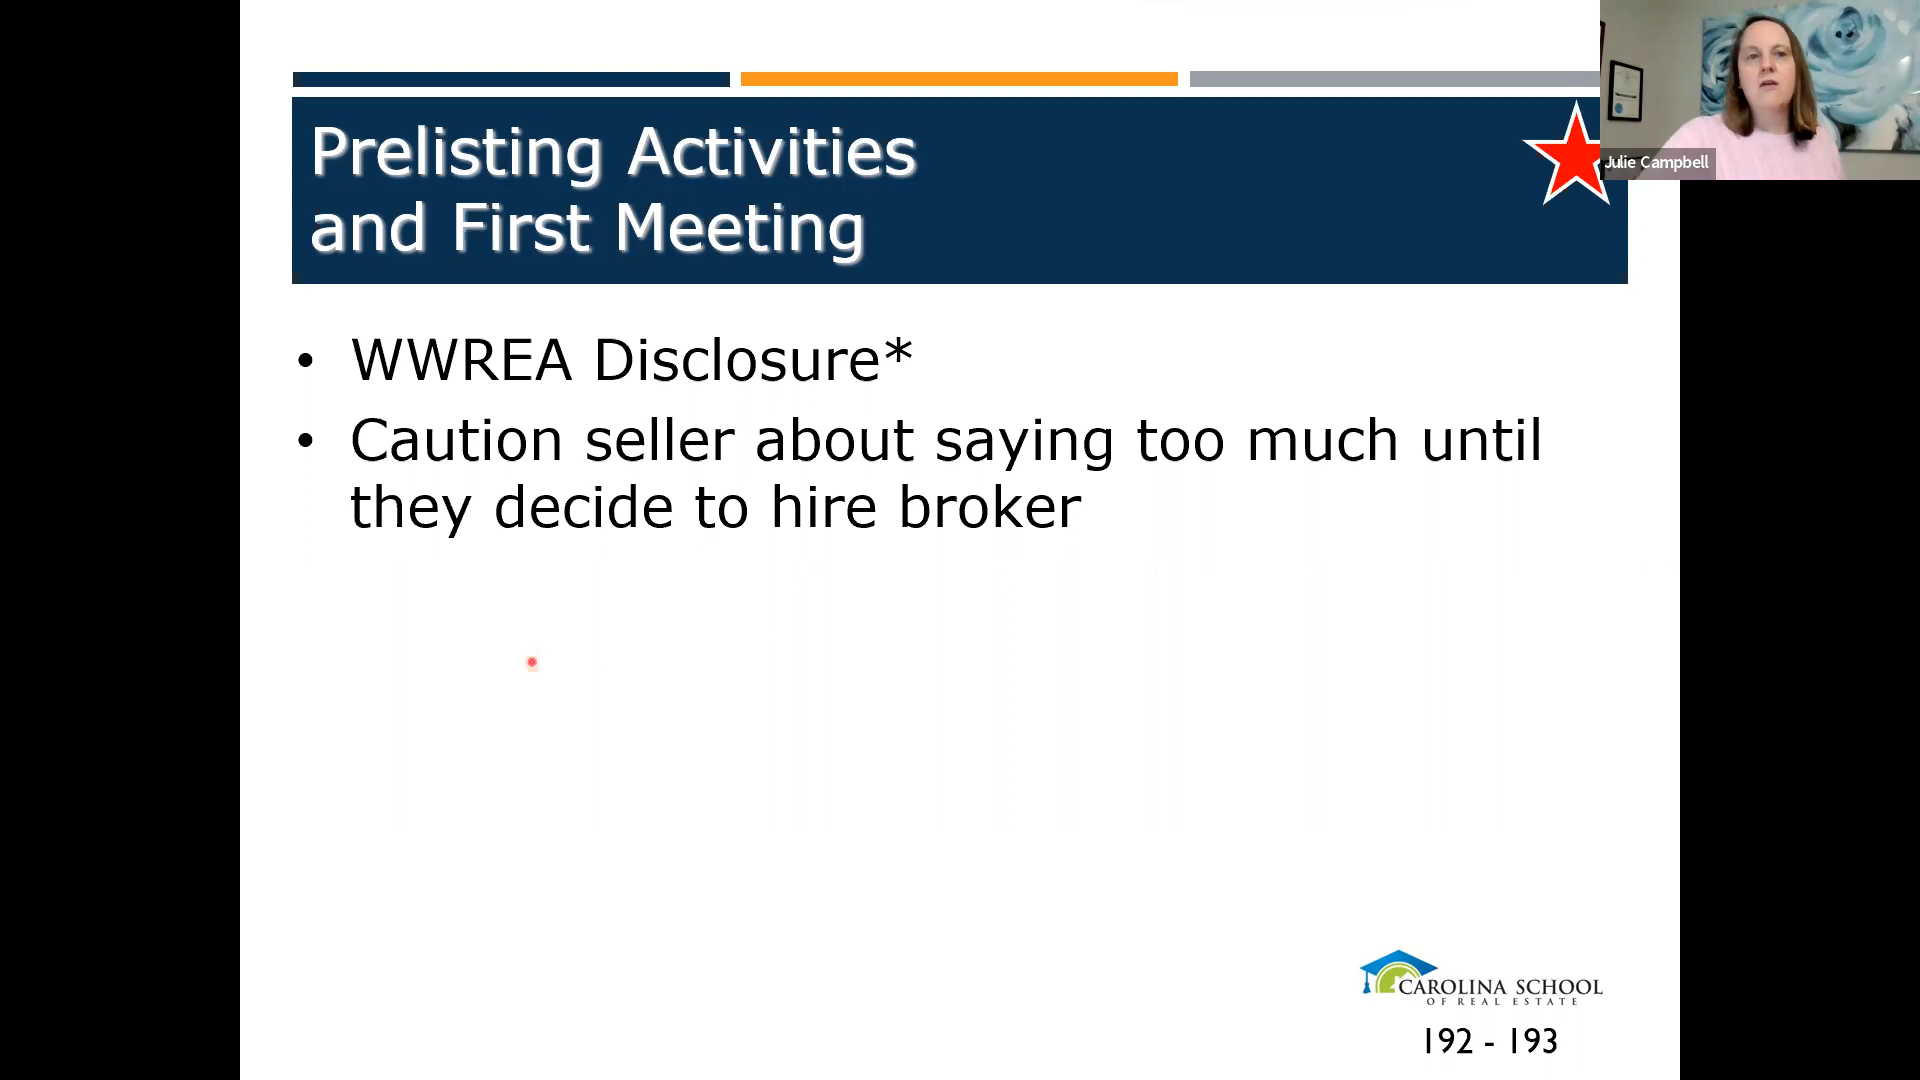 Prelisting Activities
and First Meeting
Julie Campbell
• WWREA Disclosure*
• Caution seller about saying too much until
they decide to hire broker
CAROLINA SCHOOL
OF REAL ESTATE
192 - 193